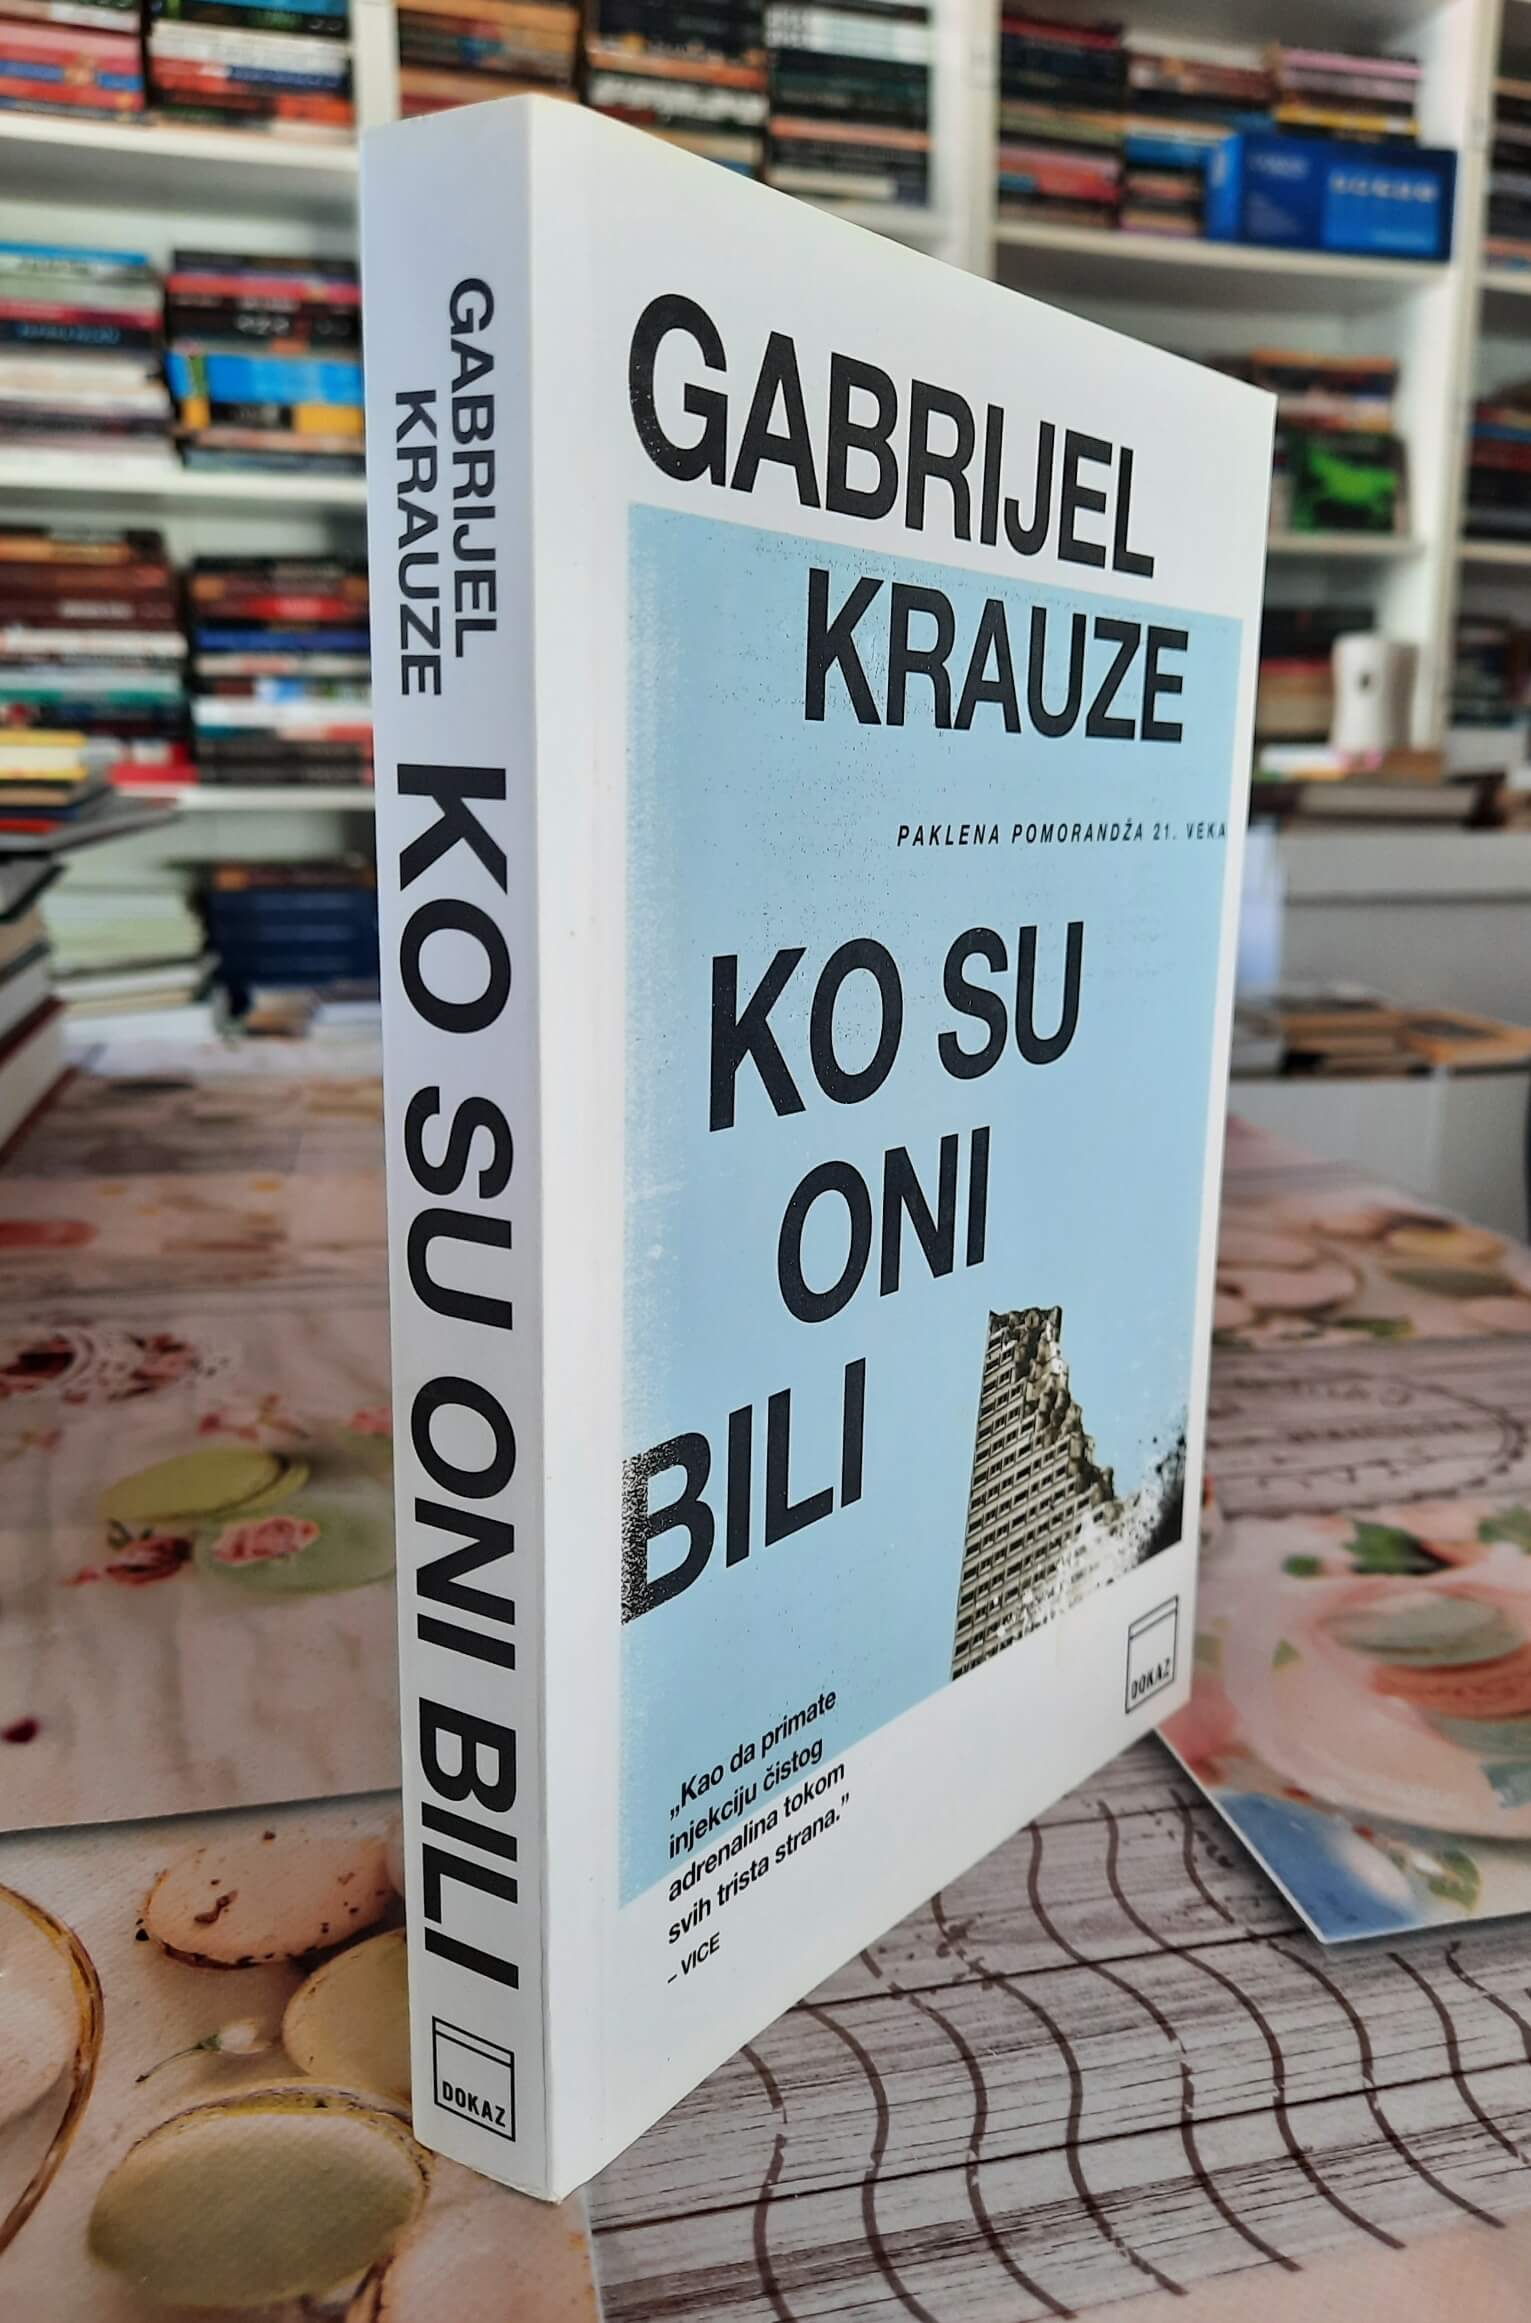 GABRIJEL
KRAUZE
KO SU ONI BILI
DOKAZ
GABRIJEL
KRAUZE
PAKLENA POMORANDŽA 21. VEKA
KO SU
ONI
BILI
DOKAZ
„Kao da primate
injekciju čistog
adrenalina tokom
svih trista strana.”
– VICE